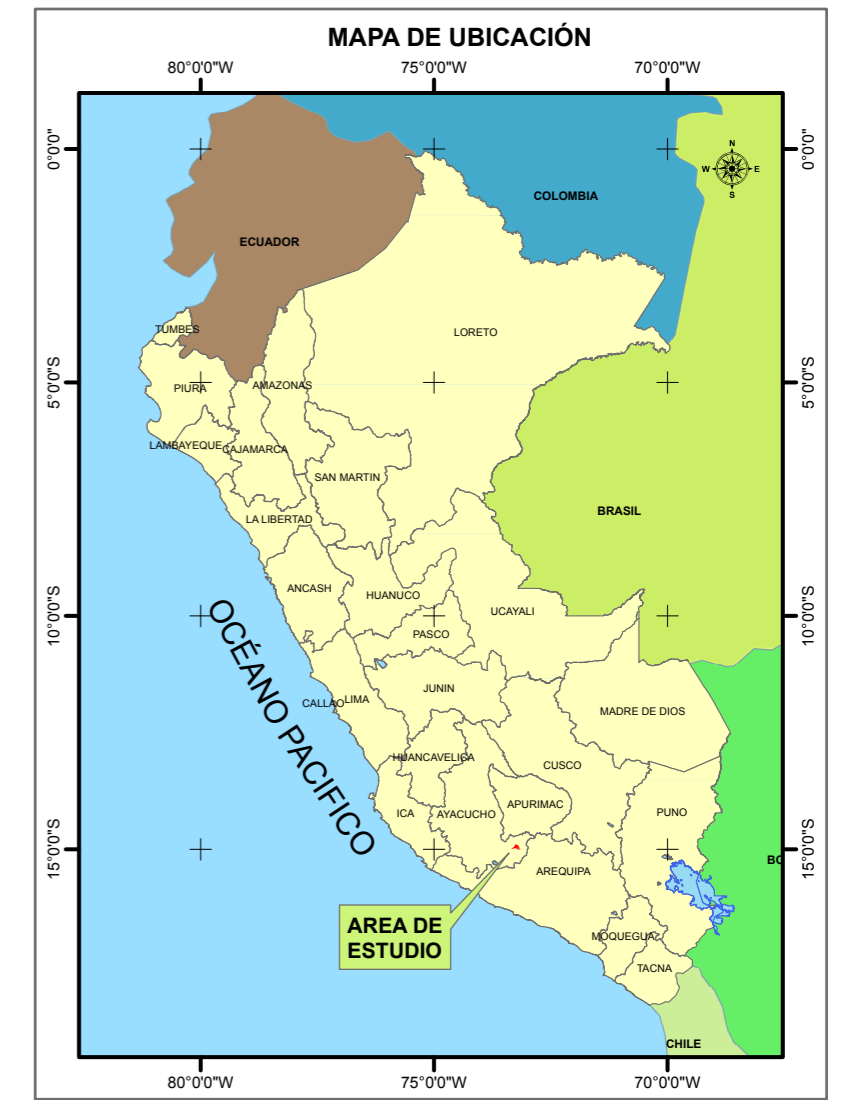 MAPA DE UBICACIÓN
80°0'0"W 75°0'0"W 70°0'0"W
0°0'0" 0°0'0"
N
W E
S
COLOMBIA
ECUADOR
TUMBES
LORETO
5°0'0"S 5°0'0"S
PIURA
AMAZONAS
LAMBAYEQUE
CAJAMARCA
SAN MARTIN
LA LIBERTAD
BRASIL
ANCASH
HUANUCO
UCAYALI
10°0'0"S 10°0'0"S
PASCO
OCÉANO PACIFICO
JUNIN
CALLAO
LIMA
MADRE DE DIOS
HUANCAVELICA
CUSCO
ICA
AYACUCHO
APURIMAC
PUNO
15°0'0"S 15°0'0"S
BO
AREQUIPA
AREA DE
ESTUDIO
MOQUEGUA
TACNA
CHILE
80°0'0"W 75°0'0"W 70°0'0"W